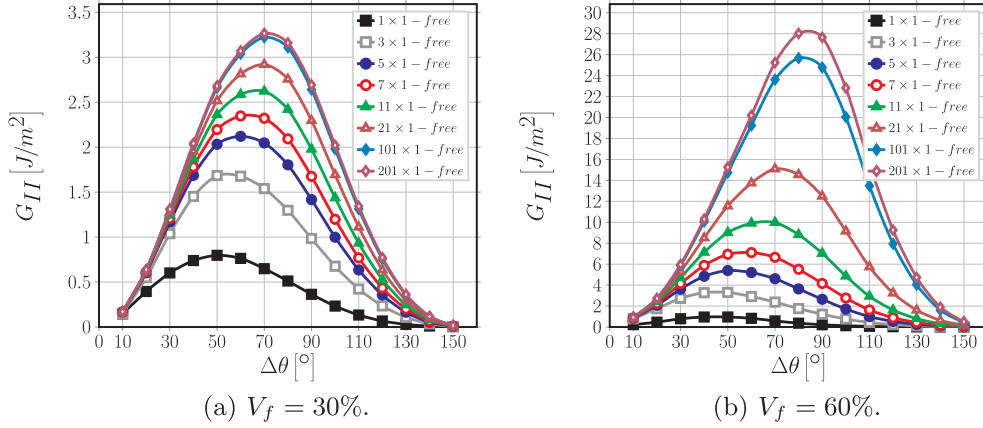 3.5
3
2.5
2
1.5
1
0.5
0
G_{II} [J/m^2]
0 10 30 50 70 90 110 130 150
Δθ [°]
1 × 1 − free
3 × 1 − free
5 × 1 − free
7 × 1 − free
11 × 1 − free
21 × 1 − free
101 × 1 − free
201 × 1 − free
(a) V_f = 30%.
30
28
26
24
22
20
18
16
14
12
10
8
6
4
2
0
G_{II} [J/m^2]
0 10 30 50 70 90 110 130 150
Δθ [°]
1 × 1 − free
3 × 1 − free
5 × 1 − free
7 × 1 − free
11 × 1 − free
21 × 1 − free
101 × 1 − free
201 × 1 − free
(b) V_f = 60%.